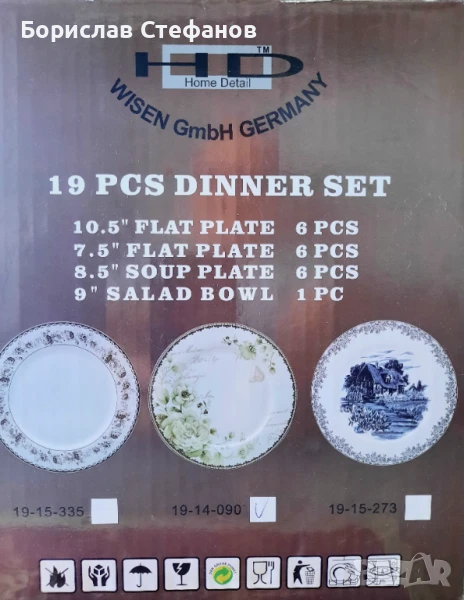 Борислав Стефанов
HD TM
Home Detail
WISEN GmbH GERMANY
19 PCS DINNER SET
10.5" FLAT PLATE 6 PCS
7.5" FLAT PLATE 6 PCS
8.5" SOUP PLATE 6 PCS
9" SALAD BOWL 1 PC
19-15-335
19-14-090 V
19-15-273